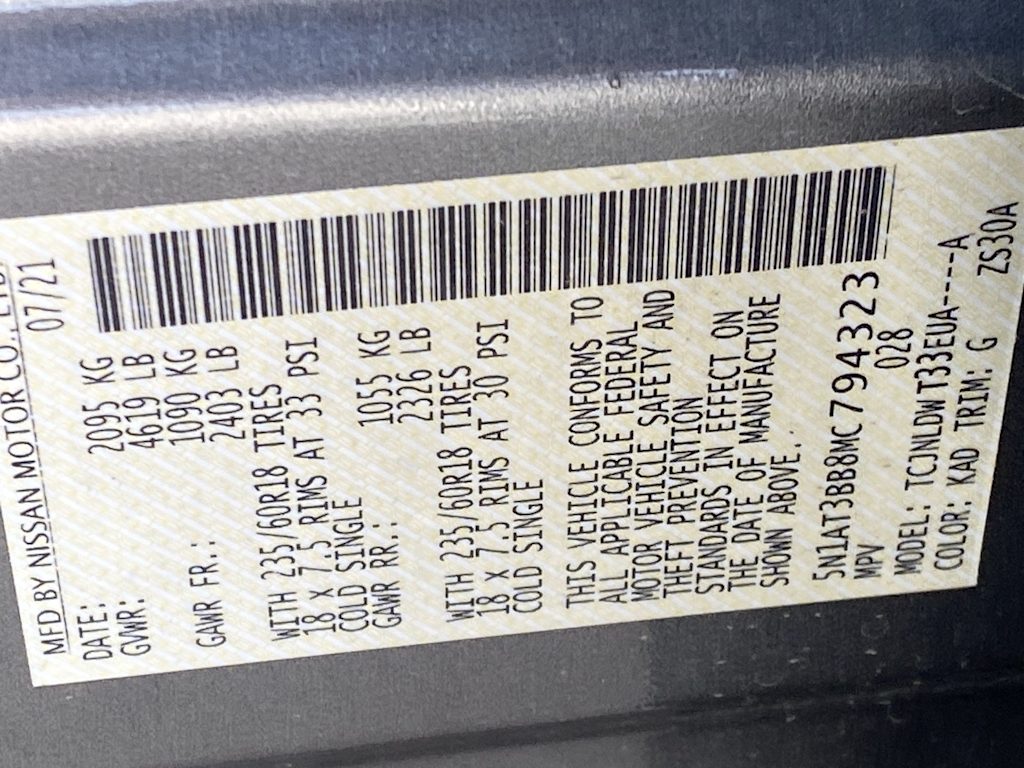 MFD BY NISSAN MOTOR CO., LTD
DATE: 07/21
GVWR: 2095 KG
4619 LB
GAWR FR.: 1090 KG
2403 LB
WITH 235/60R18 TIRES
18 X 7.5 RIMS AT 33 PSI
COLD SINGLE
GAWR RR.: 1055 KG
2326 LB
WITH 235/60R18 TIRES
18 X 7.5 RIMS AT 30 PSI
COLD SINGLE
THIS VEHICLE CONFORMS TO
ALL APPLICABLE FEDERAL
MOTOR VEHICLE SAFETY AND
THEFT PREVENTION
STANDARDS IN EFFECT ON
THE DATE OF MANUFACTURE
SHOWN ABOVE.
5N1AT3BB8MC794323
MPV 028
MODEL: TCJNLDW T33EUA----A
COLOR: KAD TRIM: G ZS30A